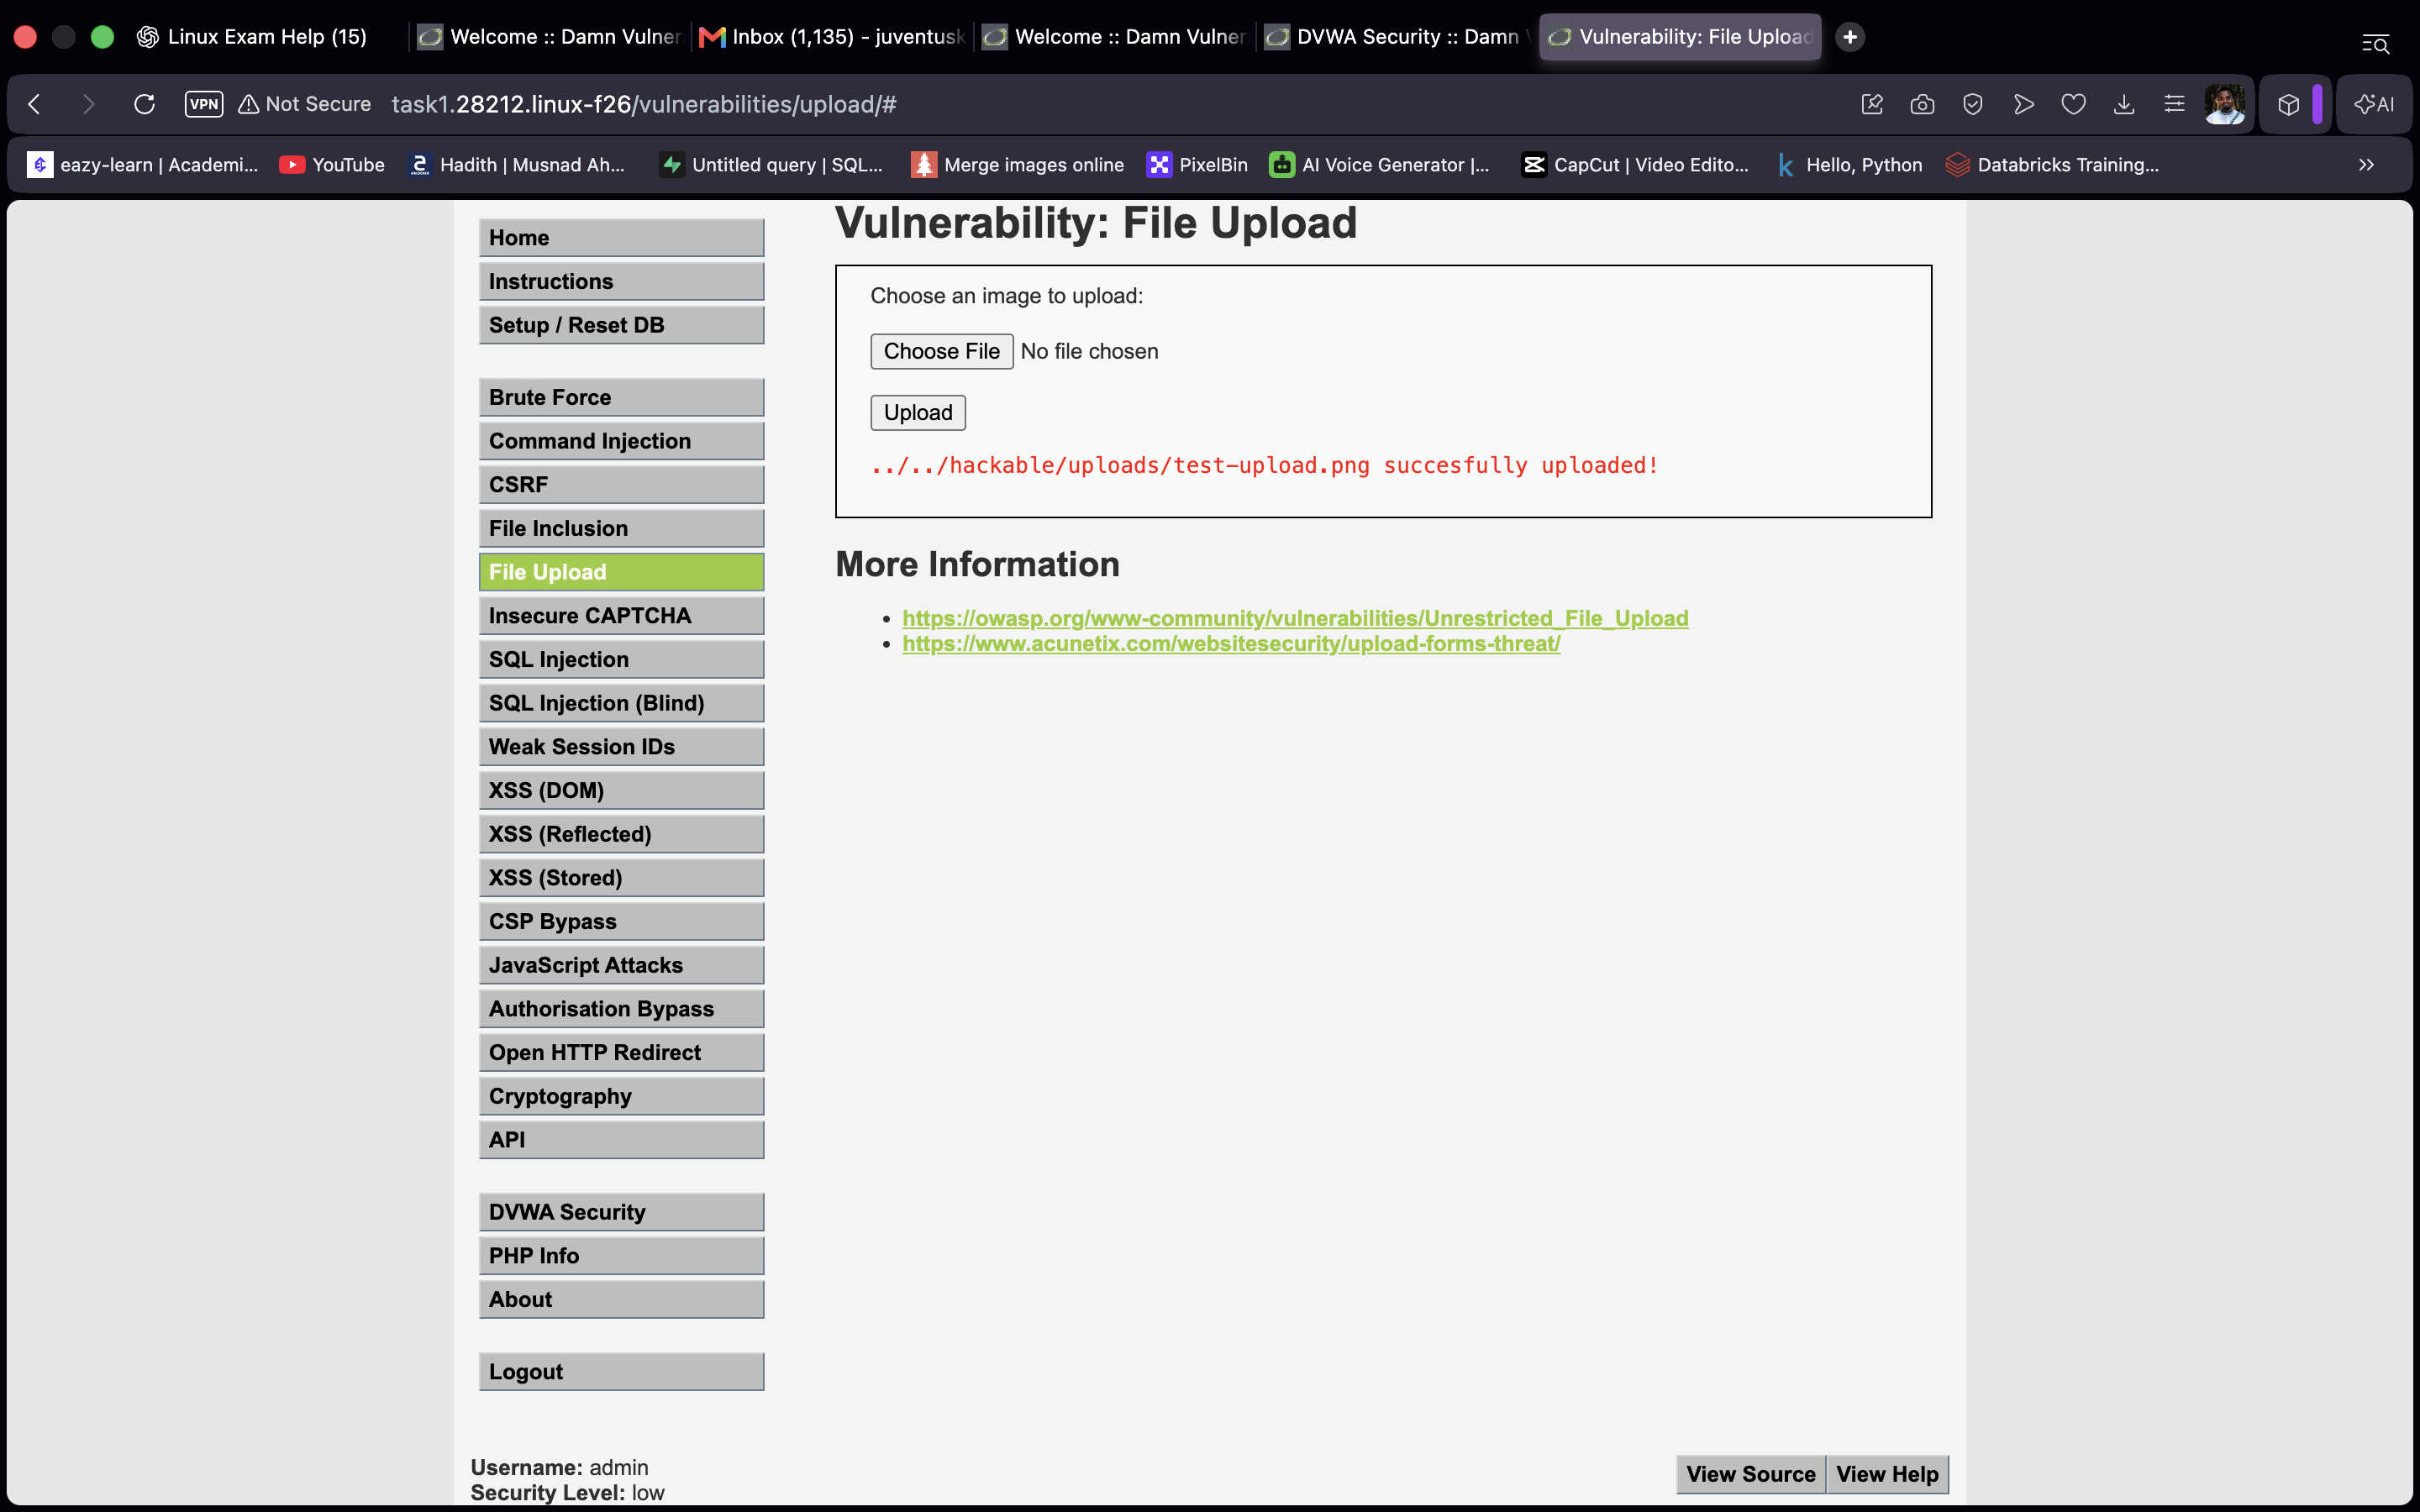 Linux Exam Help (15)
Welcome :: Damn Vulner
Inbox (1,135) - juventusk
Welcome :: Damn Vulner
DVWA Security :: Damn
Vulnerability: File Upload
VPN
Not Secure
task1.28212.linux-f26/vulnerabilities/upload/#
AI
eazy-learn | Academi...
YouTube
Hadith | Musnad Ah...
Untitled query | SQL...
Merge images online
PixelBin
AI Voice Generator |...
CapCut | Video Edito...
Hello, Python
Databricks Training...
Home
Instructions
Setup / Reset DB
Brute Force
Command Injection
CSRF
File Inclusion
File Upload
Insecure CAPTCHA
SQL Injection
SQL Injection (Blind)
Weak Session IDs
XSS (DOM)
XSS (Reflected)
XSS (Stored)
CSP Bypass
JavaScript Attacks
Authorisation Bypass
Open HTTP Redirect
Cryptography
API
DVWA Security
PHP Info
About
Logout
Vulnerability: File Upload
Choose an image to upload:
Choose File No file chosen
Upload
../../hackable/uploads/test-upload.png succesfully uploaded!
More Information
https://owasp.org/www-community/vulnerabilities/Unrestricted_File_Upload
https://www.acunetix.com/websitesecurity/upload-forms-threat/
Username: admin
Security Level: low
View Source
View Help